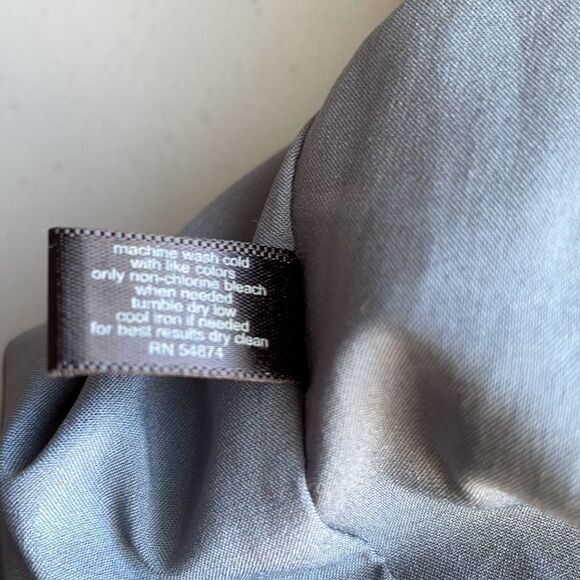 machine wash cold
with like colors
only non-chlorine bleach
when needed
tumble dry low
cool iron if needed
for best results dry clean
RN 54874